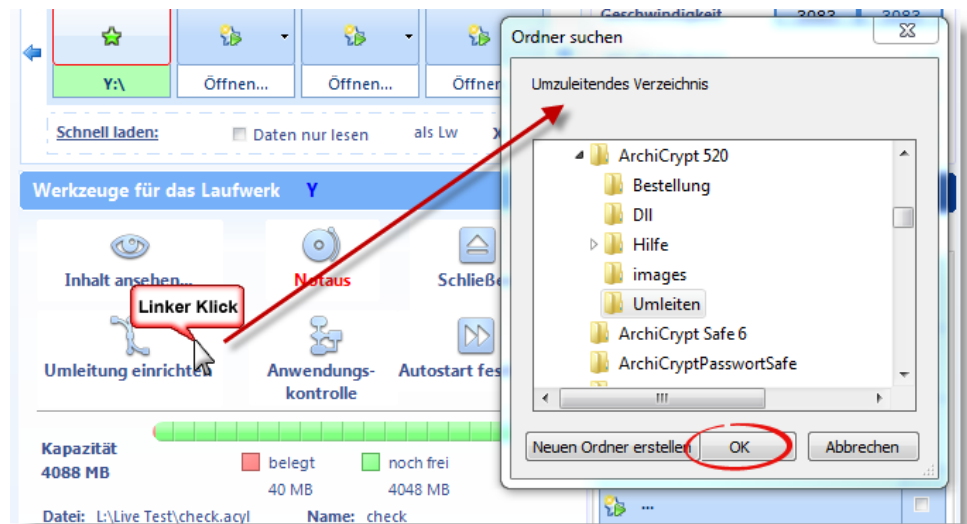 Geschwindigkeit 3083 3083
Y:\ Öffnen... Öffnen... Öffnen
Schnell laden: Daten nur lesen als Lw X
Werkzeuge für das Laufwerk Y
Inhalt ansehen... Notaus Schließe
Linker Klick
Umleitung einrichten Anwendungs-
kontrolle Autostart fes
Kapazität
4088 MB
belegt noch frei
40 MB 4048 MB
Datei: L:\Live Test\check.acyl Name: check
Ordner suchen
Umzuleitendes Verzeichnis
ArchiCrypt 520
Bestellung
Dll
Hilfe
images
Umleiten
ArchiCrypt Safe 6
ArchiCryptPasswortSafe
Neuen Ordner erstellen OK Abbrechen
...